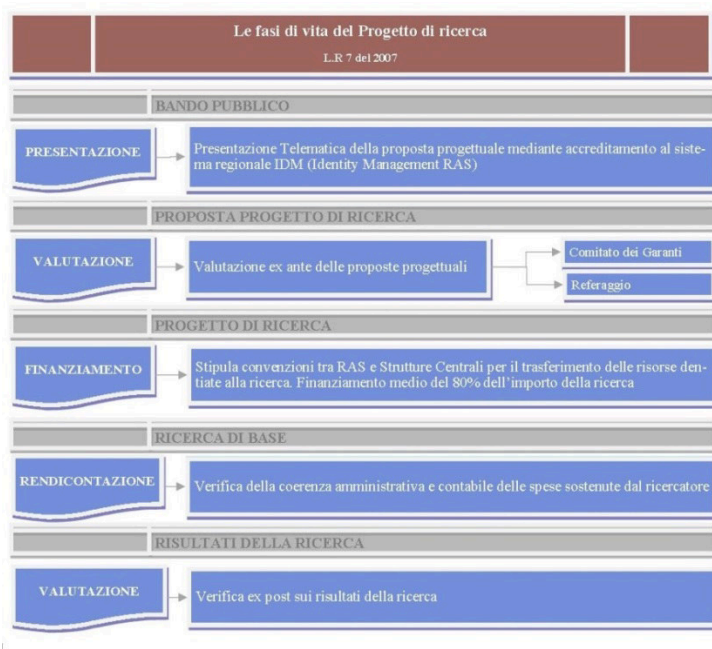 Le fasi di vita del Progetto di ricerca
L.R 7 del 2007
BANDO PUBBLICO
PRESENTAZIONE
Presentazione Telematica della proposta progettuale mediante accreditamento al siste-
ma regionale IDM (Identity Management RAS)
PROPOSTA PROGETTO DI RICERCA
VALUTAZIONE
Valutazione ex ante delle proposte progettuali
Comitato dei Garanti
Referaggio
PROGETTO DI RICERCA
FINANZIAMENTO
Stipula convenzioni tra RAS e Strutture Centrali per il trasferimento delle risorse den-
tiate alla ricerca. Finanziamento medio del 80% dell'importo della ricerca
RICERCA DI BASE
RENDICONTAZIONE
Verifica della coerenza amministrativa e contabile delle spese sostenute dal ricercatore
RISULTATI DELLA RICERCA
VALUTAZIONE
Verifica ex post sui risultati della ricerca